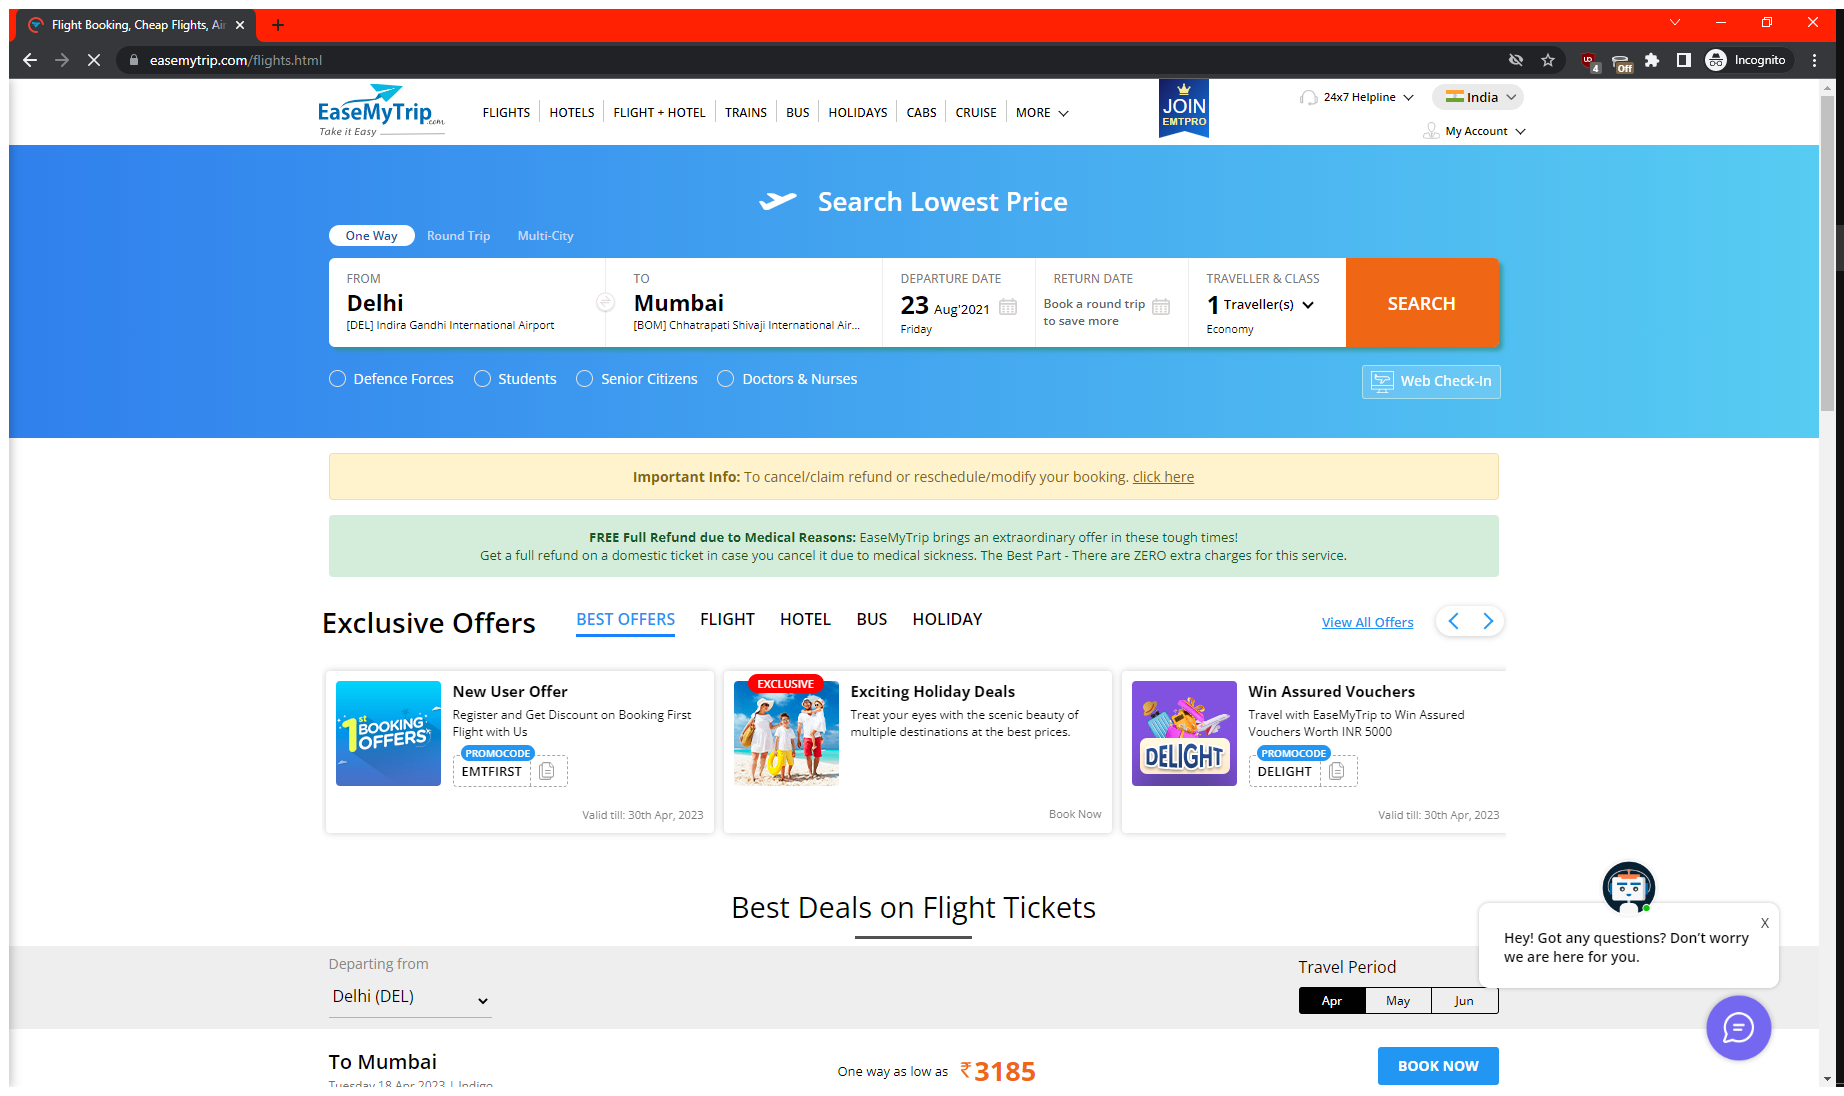 Flight Booking, Cheap Flights, Air
easemytrip.com/flights.html
4
Off
Incognito
EaseMyTrip.com
Take it Easy
FLIGHTS
HOTELS
FLIGHT + HOTEL
TRAINS
BUS
HOLIDAYS
CABS
CRUISE
MORE
JOIN
EMTPRO
24x7 Helpline
India
My Account
Search Lowest Price
One Way
Round Trip
Multi-City
FROM
Delhi
[DEL] Indira Gandhi International Airport
TO
Mumbai
[BOM] Chhatrapati Shivaji International Air...
DEPARTURE DATE
23 Aug'2021
Friday
RETURN DATE
Book a round trip
to save more
TRAVELLER & CLASS
1 Traveller(s)
Economy
SEARCH
Defence Forces
Students
Senior Citizens
Doctors & Nurses
Web Check-In
Important Info: To cancel/claim refund or reschedule/modify your booking. click here
FREE Full Refund due to Medical Reasons: EaseMyTrip brings an extraordinary offer in these tough times!
Get a full refund on a domestic ticket in case you cancel it due to medical sickness. The Best Part - There are ZERO extra charges for this service.
Exclusive Offers
BEST OFFERS
FLIGHT
HOTEL
BUS
HOLIDAY
View All Offers
1st
BOOKING
OFFERS
New User Offer
Register and Get Discount on Booking First
Flight with Us
PROMOCODE
EMTFIRST
Valid till: 30th Apr, 2023
EXCLUSIVE
Exciting Holiday Deals
Treat your eyes with the scenic beauty of
multiple destinations at the best prices.
Book Now
DELIGHT
Win Assured Vouchers
Travel with EaseMyTrip to Win Assured
Vouchers Worth INR 5000
PROMOCODE
DELIGHT
Valid till: 30th Apr, 2023
Best Deals on Flight Tickets
Departing from
Delhi (DEL)
Travel Period
Apr
May
Jun
X
Hey! Got any questions? Don't worry
we are here for you.
To Mumbai
Tuesday 18 Apr 2023 | Indigo
One way as low as ₹3185
BOOK NOW